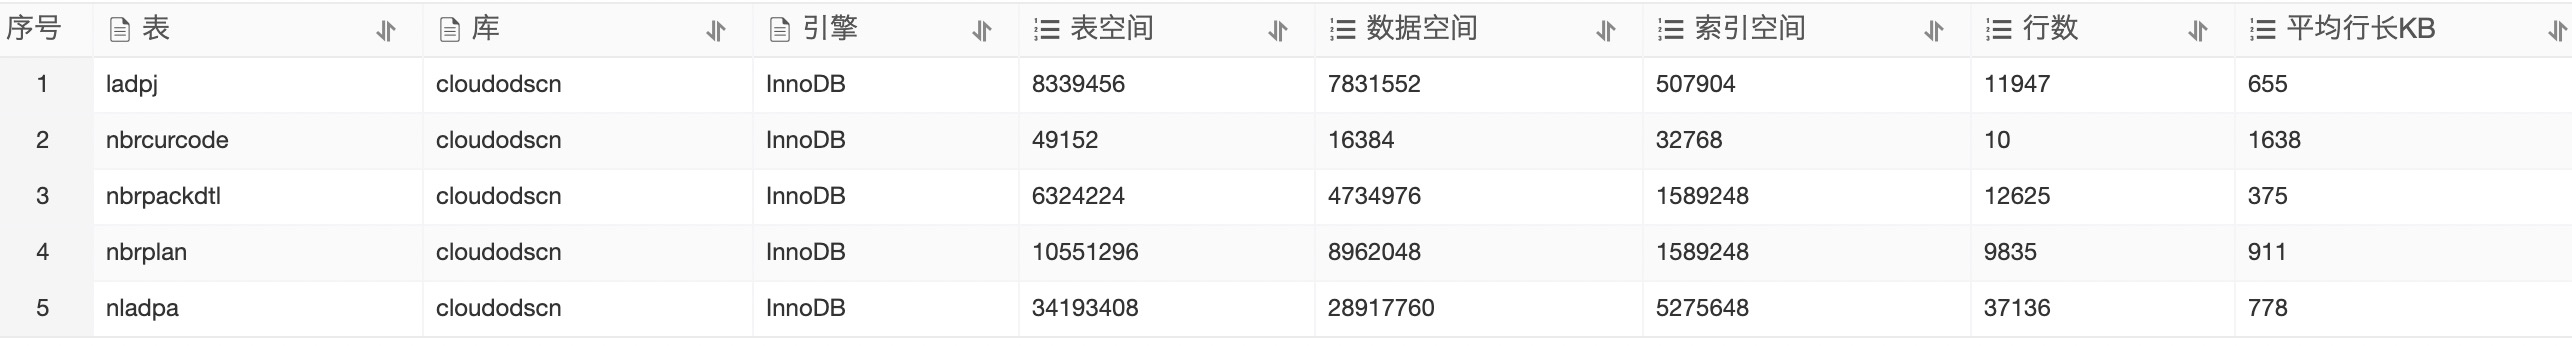 序号 表 库 引擎 表空间 数据空间 索引空间 行数 平均行长KB
1 ladpj cloudodscn InnoDB 8339456 7831552 507904 11947 655
2 nbrcurcode cloudodscn InnoDB 49152 16384 32768 10 1638
3 nbrpackdtl cloudodscn InnoDB 6324224 4734976 1589248 12625 375
4 nbrplan cloudodscn InnoDB 10551296 8962048 1589248 9835 911
5 nladpa cloudodscn InnoDB 34193408 28917760 5275648 37136 778